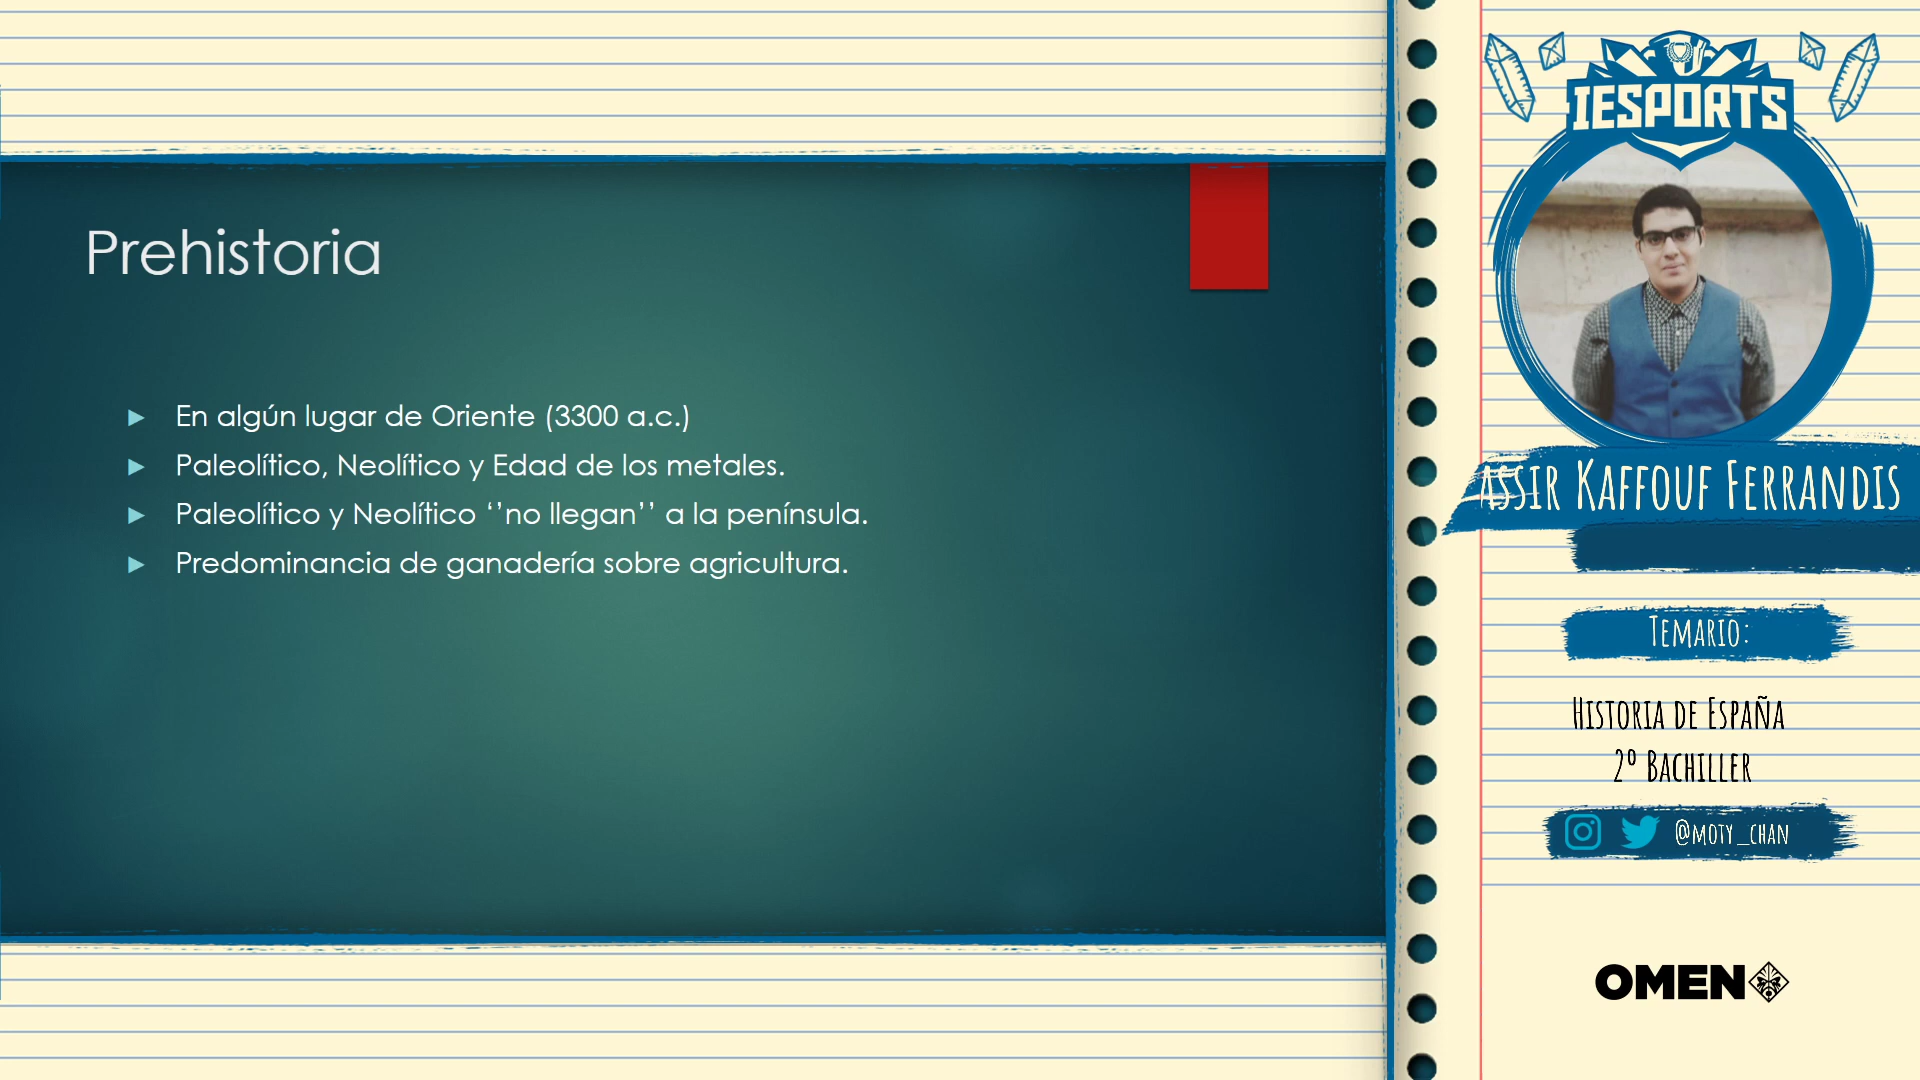 Prehistoria
En algún lugar de Oriente (3300 a.c.)
Paleolítico, Neolítico y Edad de los metales.
Paleolítico y Neolítico ‘’no llegan’’ a la península.
Predominancia de ganadería sobre agricultura.
IESPORTS
assir Kaffouf Ferrandis
Temario:
Historia de España
2º Bachiller
@moty_chan
OMEN